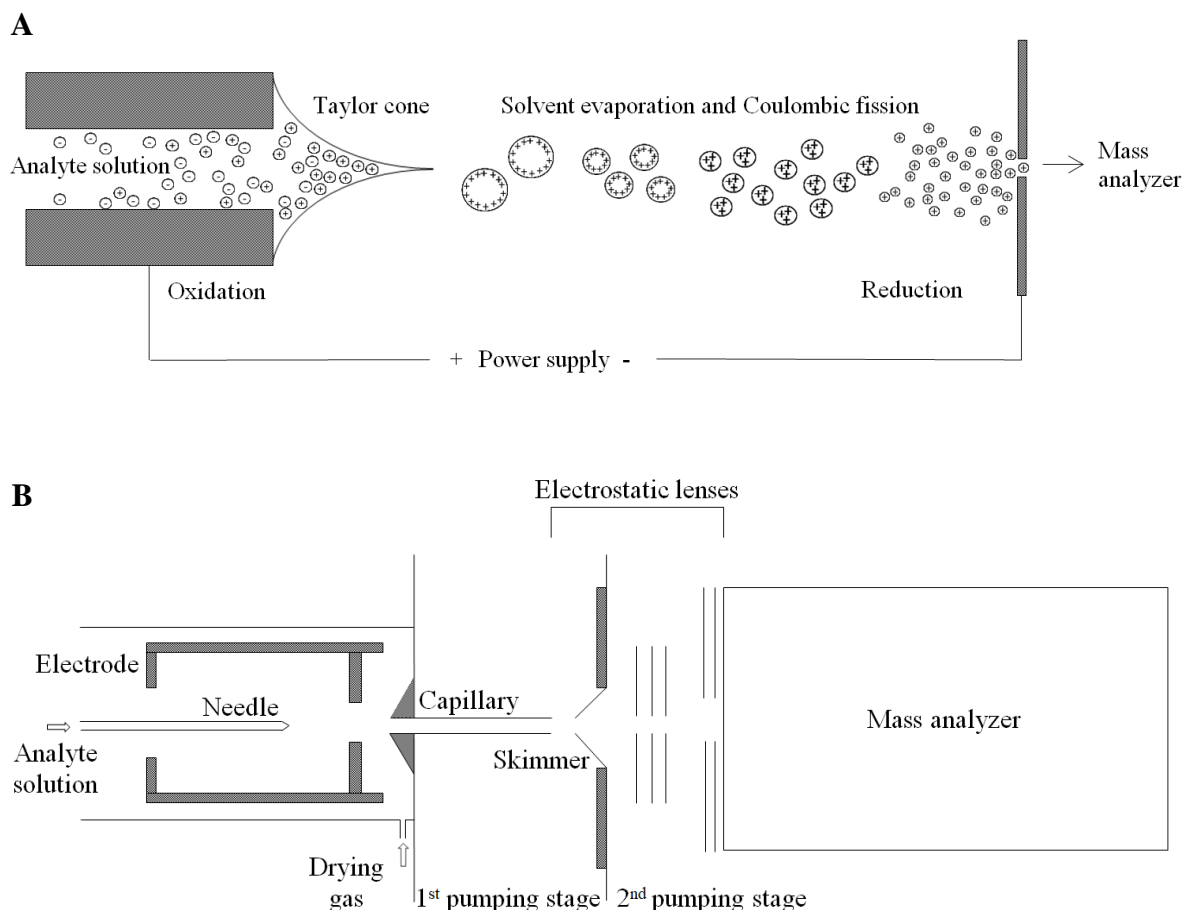 A
Taylor cone
Solvent evaporation and Coulombic fission
Analyte solution
Mass
analyzer
Oxidation
Reduction
+ Power supply -
B
Electrostatic lenses
Electrode
Needle
Capillary
Mass analyzer
Analyte
solution
Skimmer
Drying
gas
1st pumping stage
2nd pumping stage